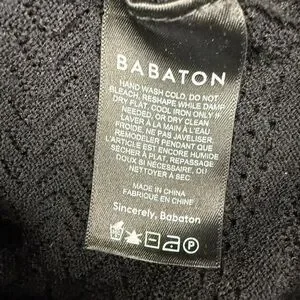 BABATON
HAND WASH COLD, DO NOT
BLEACH, RESHAPE WHILE DAMP,
DRY FLAT, COOL IRON ONLY IF
NEEDED, OR DRY CLEAN
LAVER À LA MAIN À L'EAU
FROIDE, NE PAS JAVELISER,
REMODELER PENDANT QUE
L'ARTICLE EST ENCORE HUMIDE
SÉCHER À PLAT, REPASSAGE
DOUX SI NÉCESSAIRE, OU
NETTOYER À SEC
MADE IN CHINA
FABRIQUÉ EN CHINE
Sincerely, Babaton
P